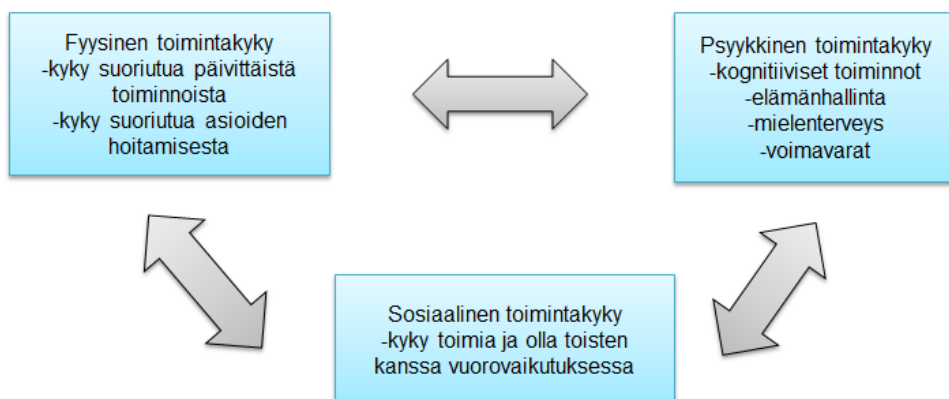 Fyysinen toimintakyky
-kyky suoriutua päivittäistä
toiminnoista
-kyky suoriutua asioiden
hoitamisesta
Psyykkinen toimintakyky
-kognitiiviset toiminnot
-elämänhallinta
-mielenterveys
-voimavarat
Sosiaalinen toimintakyky
-kyky toimia ja olla toisten
kanssa vuorovaikutuksessa